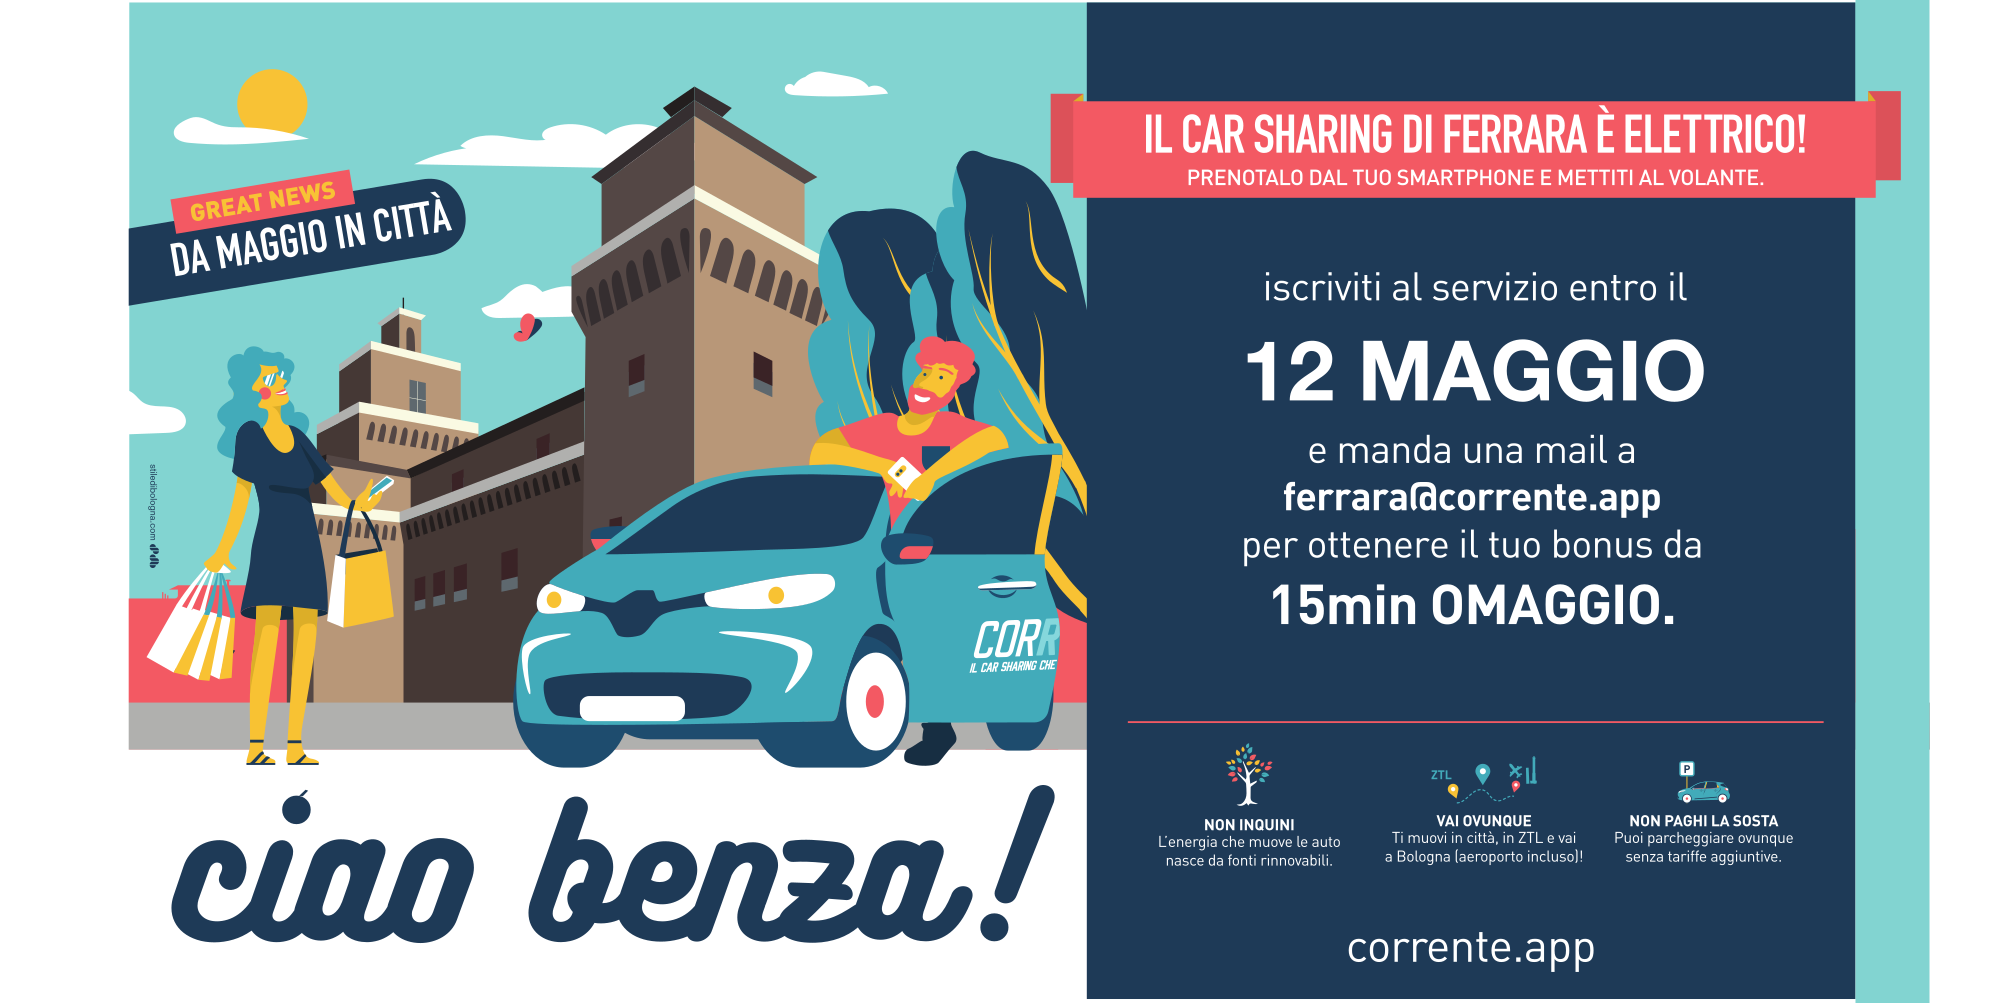 GREAT NEWS
DA MAGGIO IN CITTÀ
stiledibologna.com
CORR
IL CAR SHARING CHE
ciao benza!
IL CAR SHARING DI FERRARA È ELETTRICO!
PRENOTALO DAL TUO SMARTPHONE E METTITI AL VOLANTE.
iscriviti al servizio entro il
12 MAGGIO
e manda una mail a
ferrara@corrente.app
per ottenere il tuo bonus da
15min OMAGGIO.
NON INQUINI
L'energia che muove le auto
nasce da fonti rinnovabili.
ZTL
VAI OVUNQUE
Ti muovi in città, in ZTL e vai
a Bologna (aeroporto incluso)!
P
NON PAGHI LA SOSTA
Puoi parcheggiare ovunque
senza tariffe aggiuntive.
corrente.app